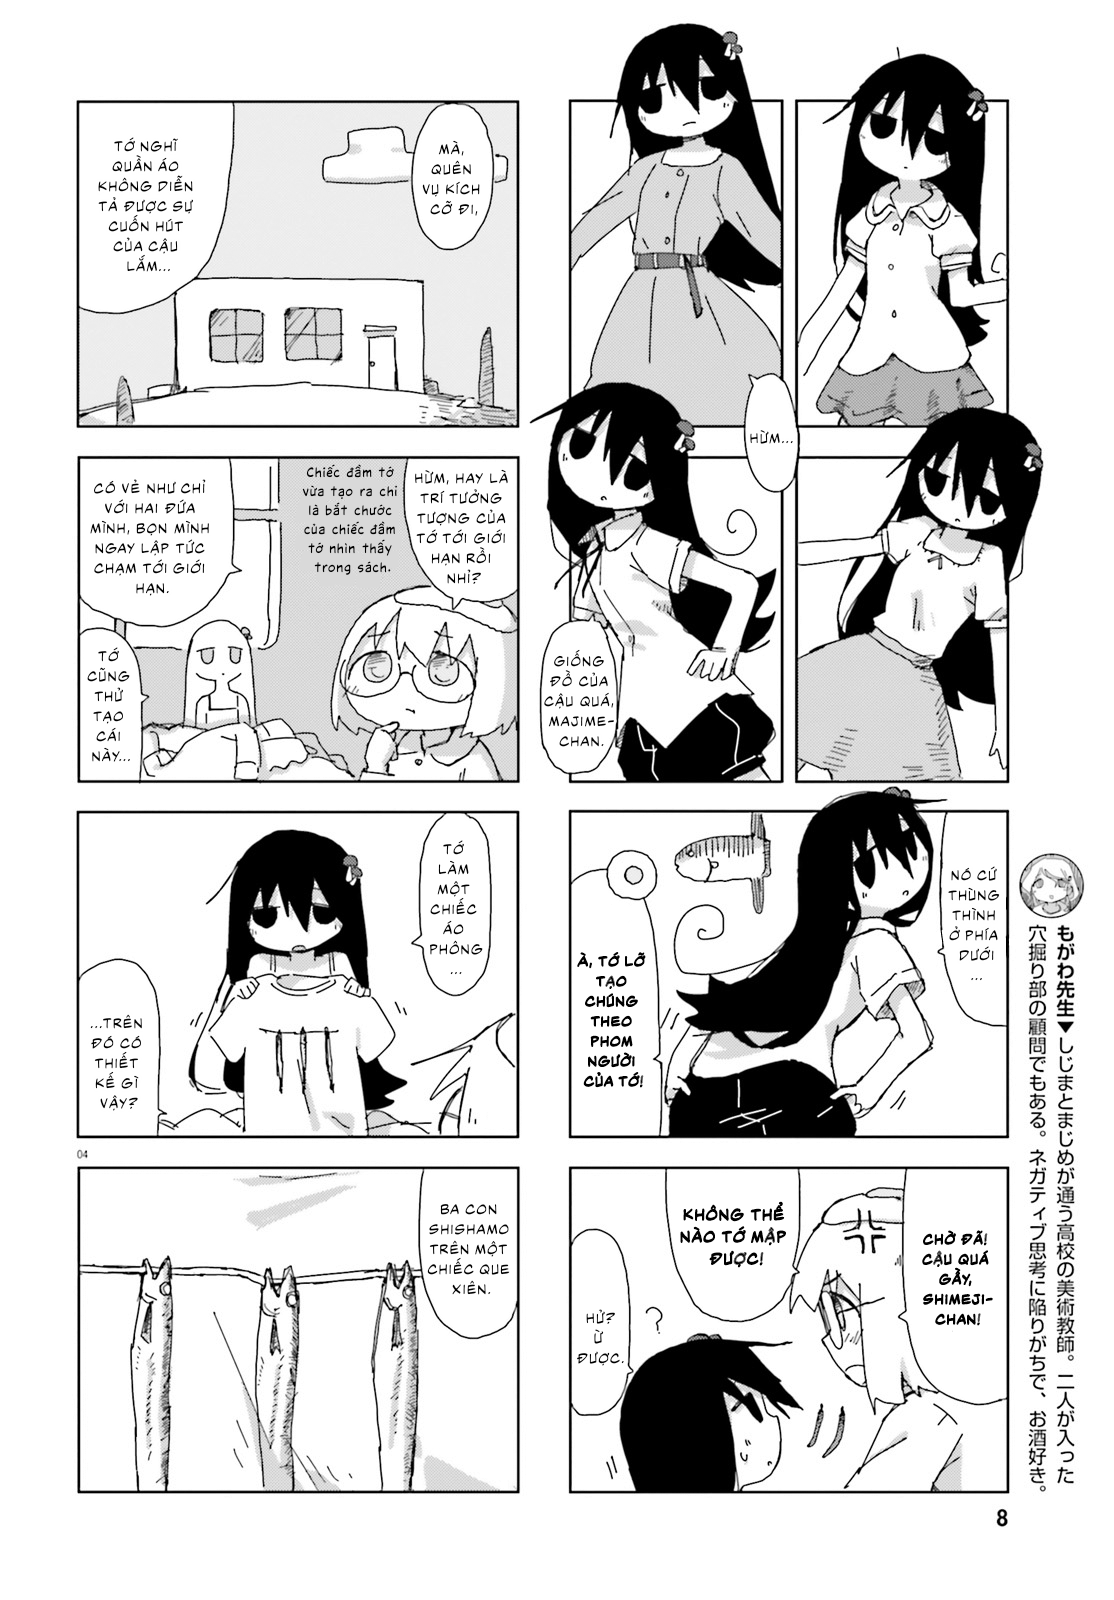 HỪM...
GIỐNG
ĐỒ CỦA
CẬU QUÁ,
MAJIME-
CHAN.
NÓ CỨ
THÙNG
THÌNH
Ở PHÍA
DƯỚI
...
À, TỚ LỠ
TẠO
CHÚNG
THEO
PHOM
NGƯỜI
CỦA TỚ!
CHỜ ĐÃ!
CẬU QUÁ
GẦY,
SHIMEJI-
CHAN!
KHÔNG THỂ
NÀO TỚ MẬP
ĐƯỢC!
?
HỬ?
Ừ
ĐƯỢC.
MÀ,
QUÊN
VỤ KÍCH
CỠ ĐI,
TỚ NGHĨ
QUẦN ÁO
KHÔNG DIỄN
TẢ ĐƯỢC SỰ
CUỐN HÚT
CỦA CẬU
LẮM...
HỪM, HAY LÀ
TRÍ TƯỞNG
TƯỢNG CỦA
TỚ TỚI GIỚI
HẠN RỒI
NHỈ?
Chiếc đầm tớ
vừa tạo ra chỉ
là bắt chước
của chiếc đầm
tớ nhìn thấy
trong sách.
CÓ VẺ NHƯ CHỈ
VỚI HAI ĐỨA
MÌNH, BỌN MÌNH
NGAY LẬP TỨC
CHẠM TỚI GIỚI
HẠN.
TỚ
CŨNG
THỬ
TẠO
CÁI
NÀY...
TỚ
LÀM
MỘT
CHIẾC
ÁO
PHÔNG
...
...TRÊN
ĐÓ CÓ
THIẾT
KẾ GÌ
VẬY?
04
BA CON
SHISHAMO
TRÊN MỘT
CHIẾC QUE
XIÊN.
もがわ先生▼しじまとまじめが通う高校の美術教師。二人が入った
穴掘り部の顧問でもある。ネガティブ思考に陥りがちで、お酒好き。
8